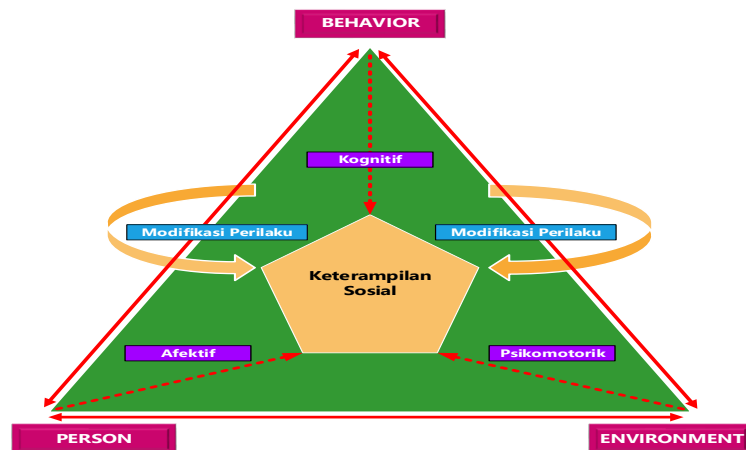 BEHAVIOR
Kognitif
Modifikasi Perilaku
Modifikasi Perilaku
Keterampilan
Sosial
Afektif
Psikomotorik
PERSON
ENVIRONMENT